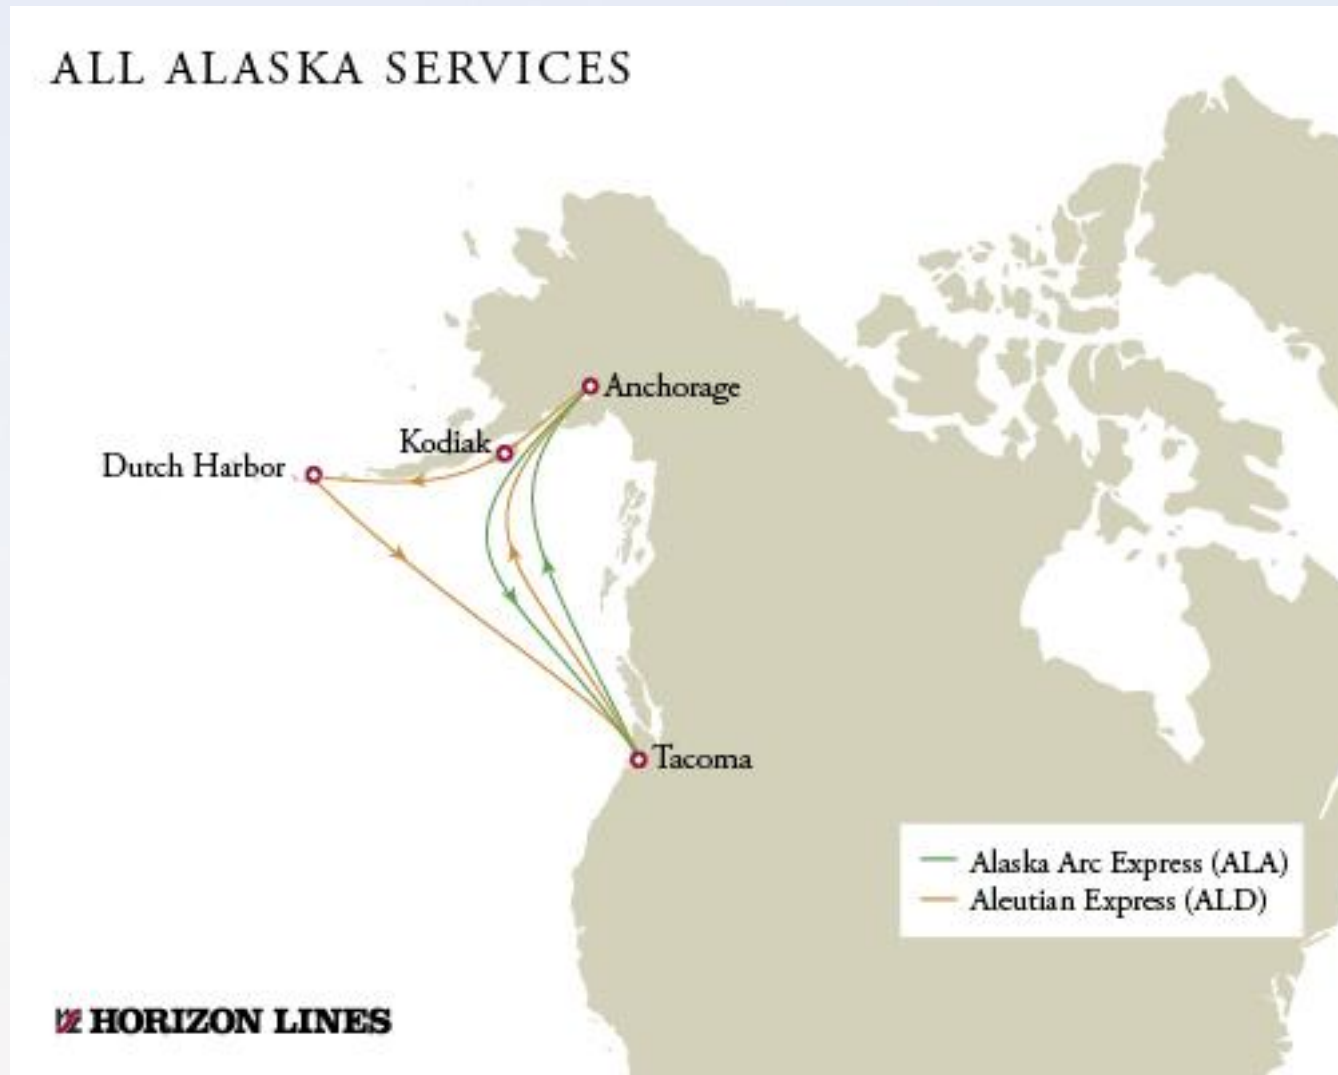 ALL ALASKA SERVICES
Anchorage
Kodiak
Dutch Harbor
Tacoma
Alaska Arc Express (ALA)
Aleutian Express (ALD)
HORIZON LINES